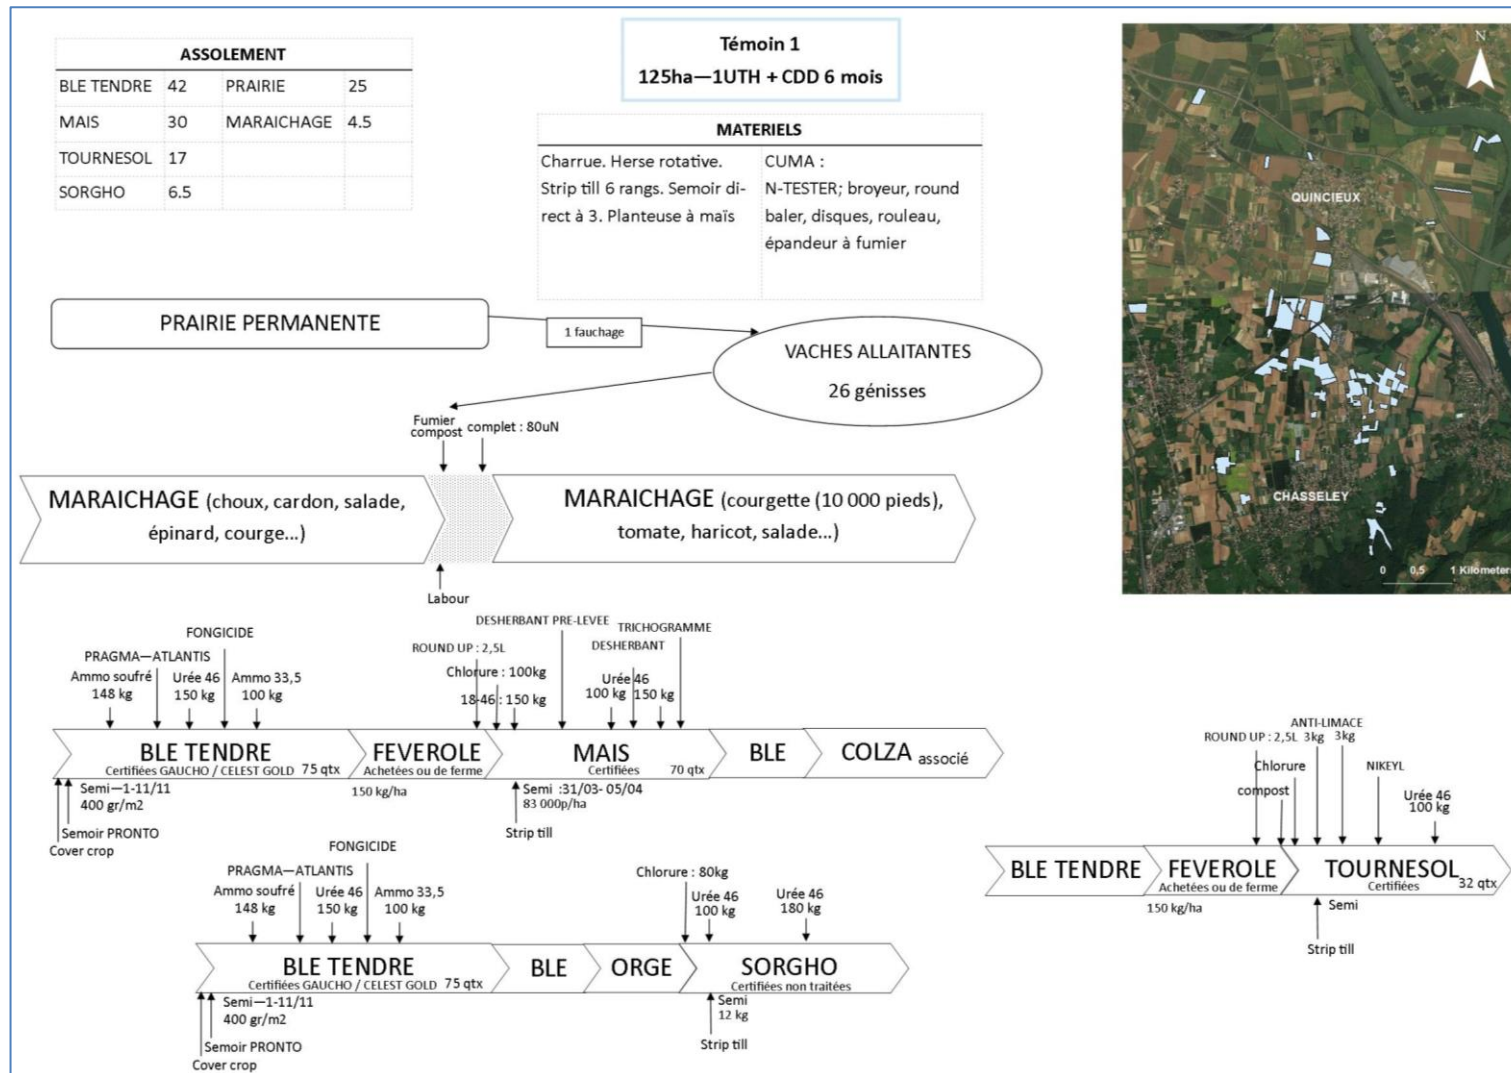 ASSOLEMENT
BLE TENDRE 42 PRAIRIE 25
MAIS 30 MARAICHAGE 4.5
TOURNESOL 17
SORGHO 6.5
Témoin 1
125ha—1UTH + CDD 6 mois
MATERIELS
Charrue. Herse rotative.
Strip till 6 rangs. Semoir di-
rect à 3. Planteuse à maïs
CUMA :
N-TESTER; broyeur, round
baler, disques, rouleau,
épandeur à fumier
N
QUINCIEUX
CHASSELEY
0 0,5 1 Kilometers
PRAIRIE PERMANENTE
1 fauchage
VACHES ALLAITANTES
26 génisses
Fumier
compost
complet : 80uN
MARAICHAGE (choux, cardon, salade,
épinard, courge...)
MARAICHAGE (courgette (10 000 pieds),
tomate, haricot, salade...)
Labour
FONGICIDE
PRAGMA—ATLANTIS
Ammo soufré
148 kg
Urée 46
150 kg
Ammo 33,5
100 kg
ROUND UP : 2,5L
Chlorure : 100kg
18-46 : 150 kg
DESHERBANT PRE-LEVEE
TRICHOGRAMME
DESHERBANT
Urée 46
100 kg
150 kg
BLE TENDRE
Certifiées GAUCHO / CELEST GOLD 75 qtx
FEVEROLE
Achetées ou de ferme
150 kg/ha
MAIS
Certifiées 70 qtx
BLE
COLZA associé
Semi—1-11/11
400 gr/m2
Semoir PRONTO
Cover crop
Semi :31/03- 05/04
83 000p/ha
Strip till
FONGICIDE
PRAGMA—ATLANTIS
Ammo soufré
148 kg
Urée 46
150 kg
Ammo 33,5
100 kg
Chlorure : 80kg
Urée 46
100 kg
Urée 46
180 kg
BLE TENDRE
Certifiées GAUCHO / CELEST GOLD 75 qtx
BLE
ORGE
SORGHO
Certifiées non traitées
Semi—1-11/11
400 gr/m2
Semoir PRONTO
Cover crop
Semi
12 kg
Strip till
ANTI-LIMACE
ROUND UP : 2,5L 3kg
3kg
Chlorure
compost
NIKEYL
Urée 46
100 kg
BLE TENDRE
FEVEROLE
Achetées ou de ferme
150 kg/ha
TOURNESOL
Certifiées 32 qtx
Semi
Strip till